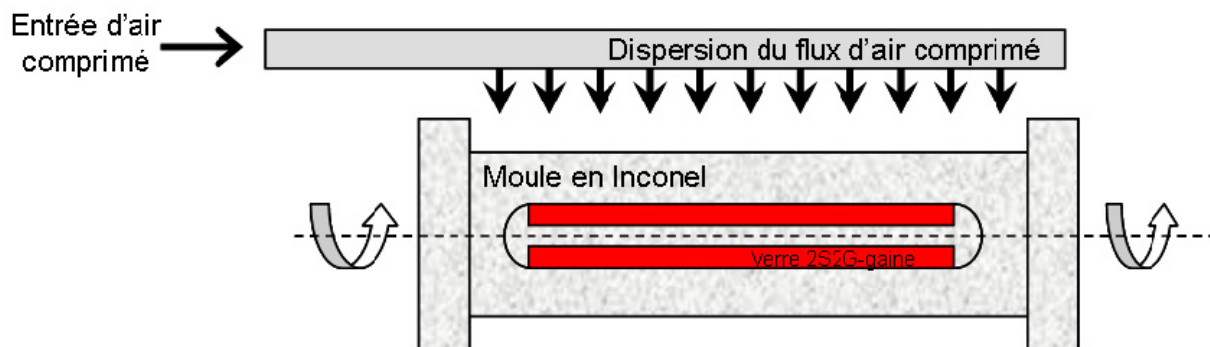 Entrée d'air
comprimé
Dispersion du flux d'air comprimé
Moule en Inconel
Verre 2S2G-gaine